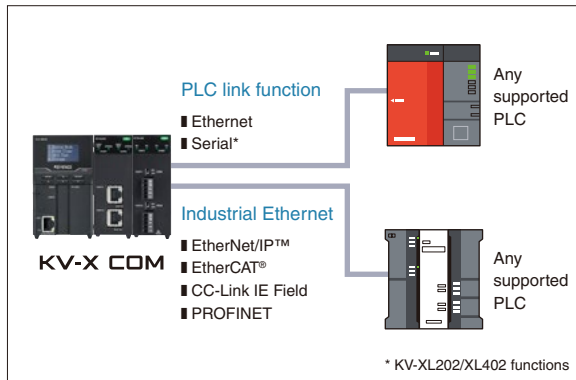 PLC link function
▮ Ethernet
▮ Serial*
Any
supported
PLC
KEYENCE
KV-X COM
Industrial Ethernet
▮ EtherNet/IP™
▮ EtherCAT®
▮ CC-Link IE Field
▮ PROFINET
Any
supported
PLC
* KV-XL202/XL402 functions